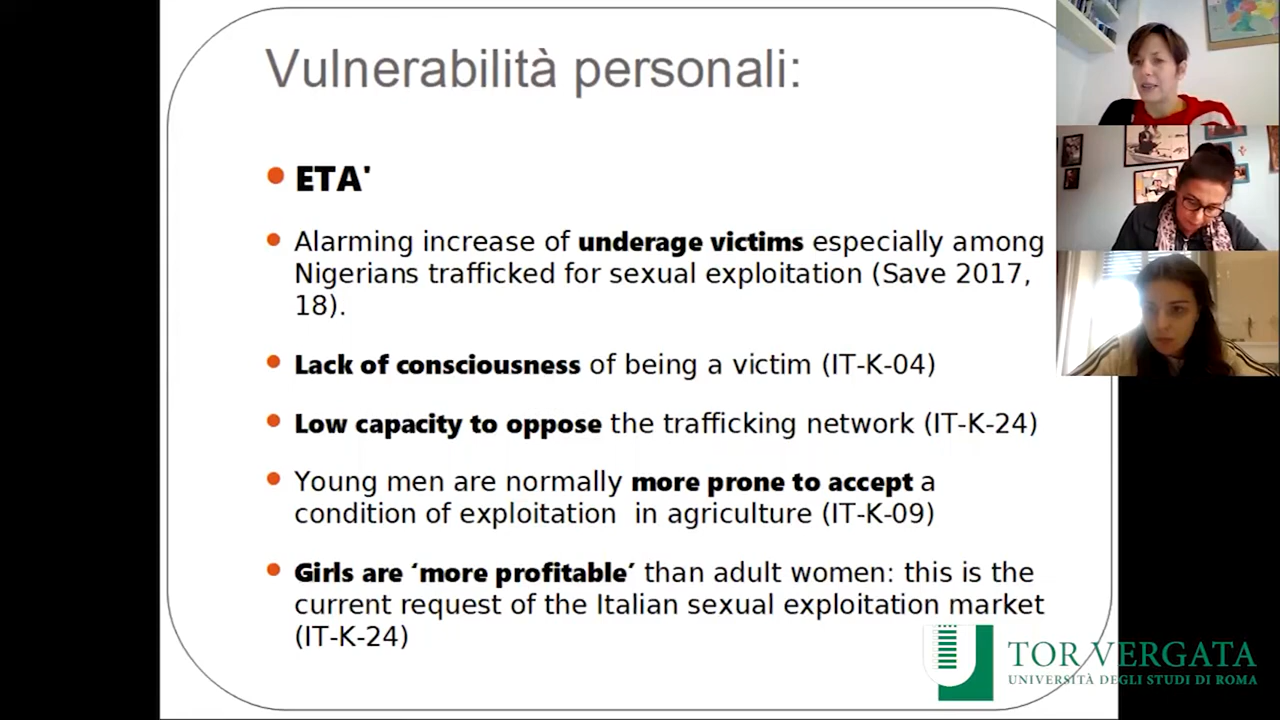 Vulnerabilità personali:
ETA'
Alarming increase of underage victims especially among
Nigerians trafficked for sexual exploitation (Save 2017,
18).
Lack of consciousness of being a victim (IT-K-04)
Low capacity to oppose the trafficking network (IT-K-24)
Young men are normally more prone to accept a
condition of exploitation in agriculture (IT-K-09)
Girls are ‘more profitable’ than adult women: this is the
current request of the Italian sexual exploitation market
(IT-K-24)
TOR VERGATA
UNIVERSITÀ DEGLI STUDI DI ROMA